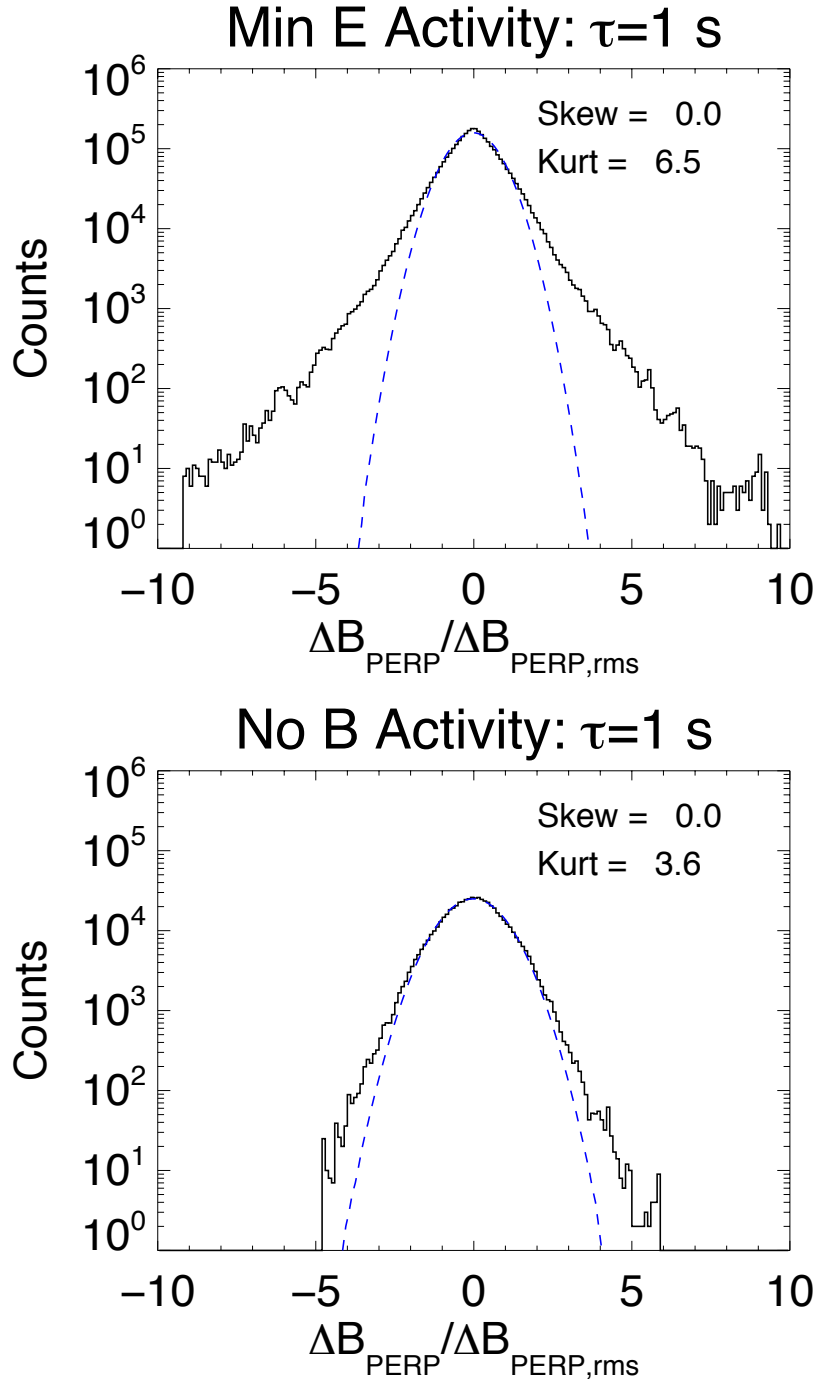 Min E Activity: τ=1 s
Skew = 0.0
Kurt = 6.5
10^6
10^5
10^4
10^3
10^2
10^1
10^0
Counts
−10 −5 0 5 10
ΔB_PERP/ΔB_PERP,rms
No B Activity: τ=1 s
Skew = 0.0
Kurt = 3.6
10^6
10^5
10^4
10^3
10^2
10^1
10^0
Counts
−10 −5 0 5 10
ΔB_PERP/ΔB_PERP,rms